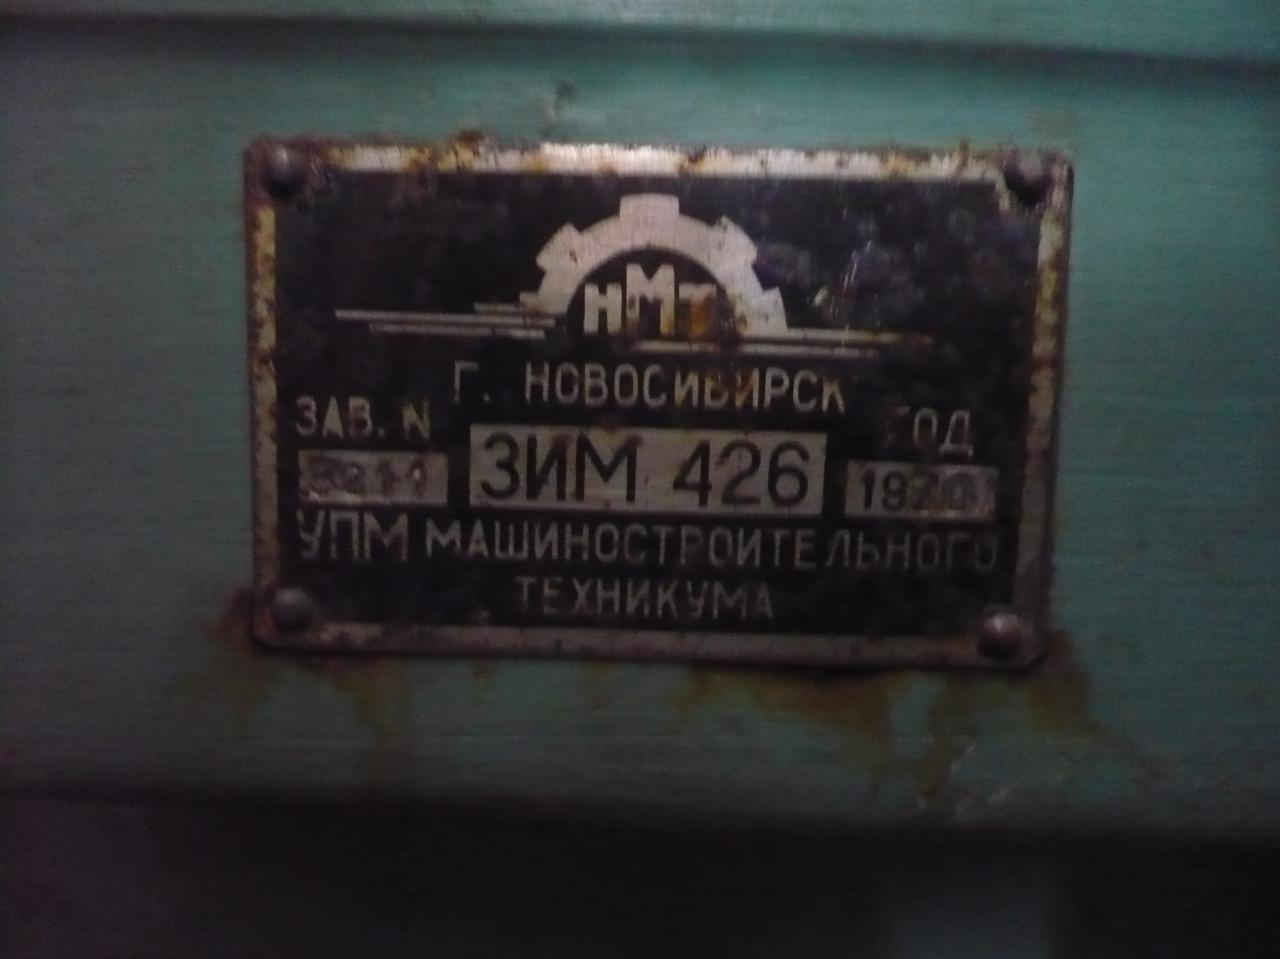 НМТ
Г. НОВОСИБИРСК
ЗАВ. N
ГОД
ЗИМ 426
УПМ МАШИНОСТРОИТЕЛЬНОГО
ТЕХНИКУМА